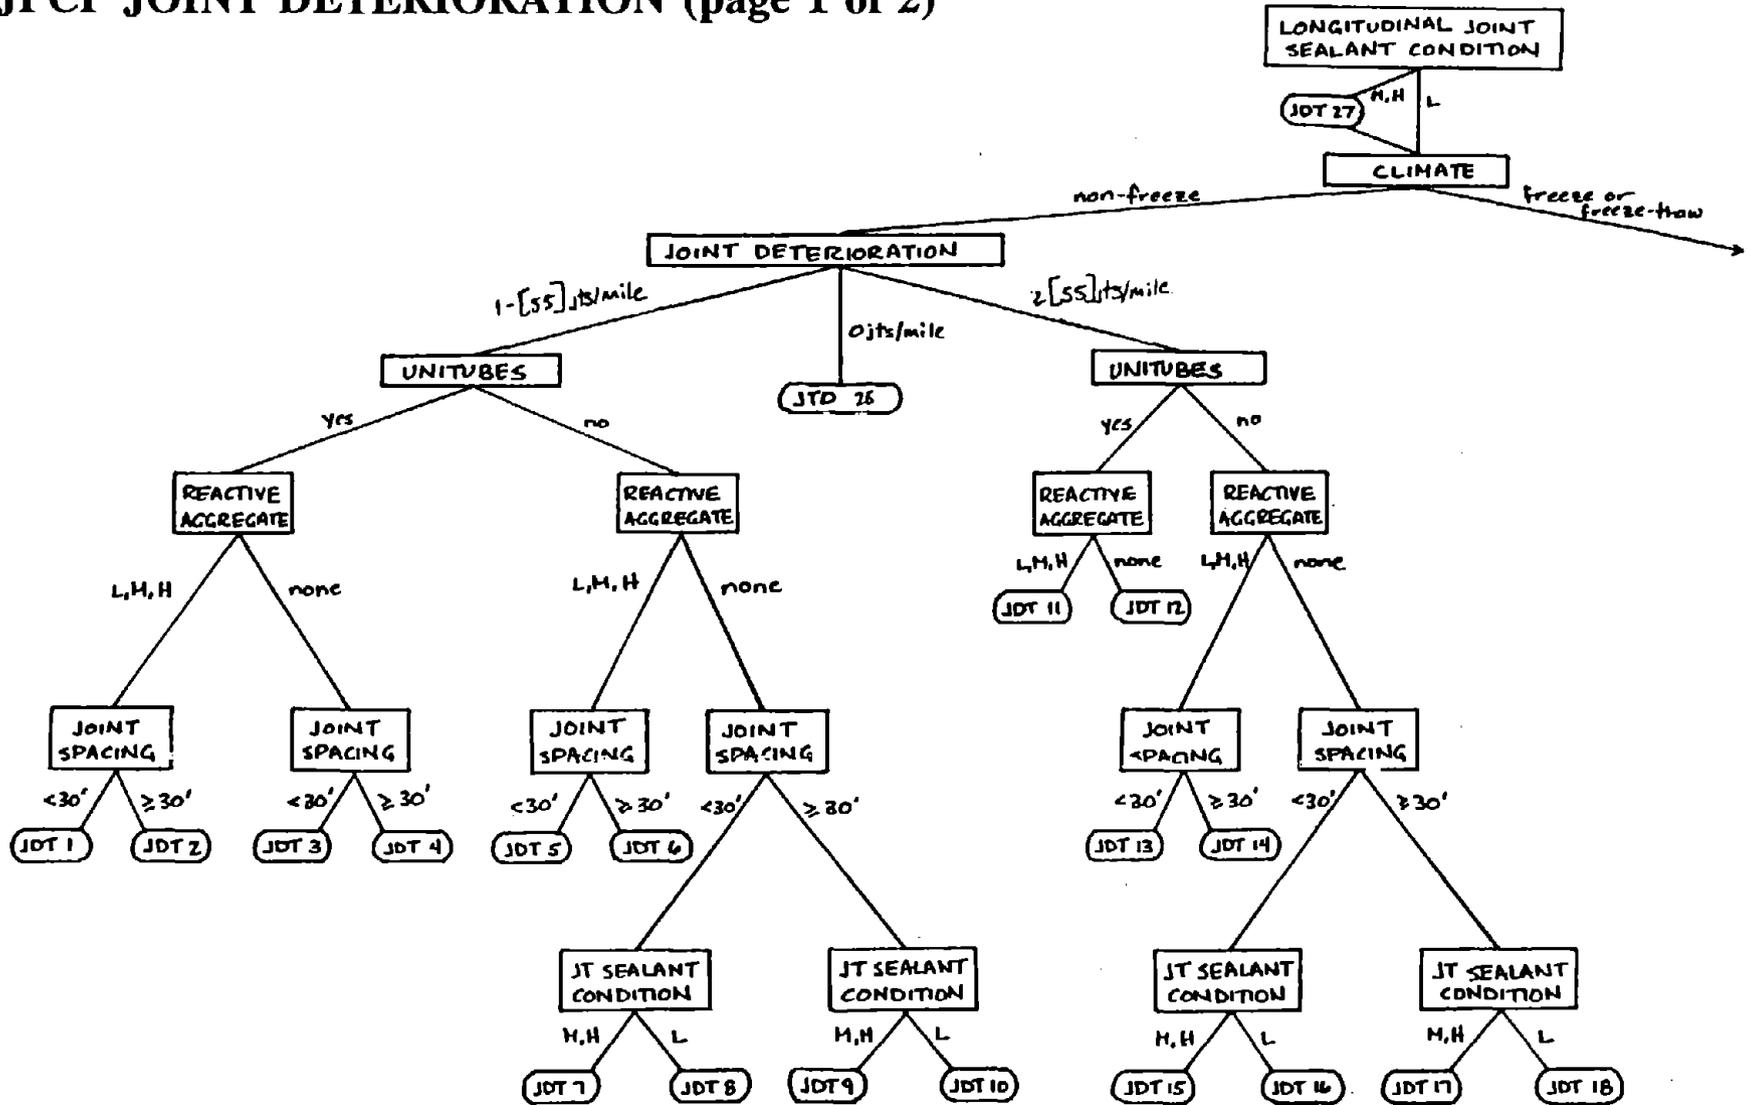 JOINT DETERIORATION (page 1 of 2)
LONGITUDINAL JOINT
SEALANT CONDITION
M,H
L
JDT 27
CLIMATE
non-freeze
freeze or
freeze-thaw
JOINT DETERIORATION
1-[55]jts/mile
0 jts/mile
≥[55]jts/mile
UNITUBES
JTD 28
UNITUBES
yes
no
yes
no
REACTIVE
AGGREGATE
REACTIVE
AGGREGATE
REACTIVE
AGGREGATE
REACTIVE
AGGREGATE
L,M,H
none
L,M,H
none
L,M,H
none
L,M,H
none
JDT 11
JDT 12
JOINT
SPACING
JOINT
SPACING
JOINT
SPACING
JOINT
SPACING
JOINT
SPACING
JOINT
SPACING
<30'
≥30'
<30'
≥30'
<30'
≥30'
<30'
≥30'
<30'
≥30'
<30'
≥30'
JDT 1
JDT 2
JDT 3
JDT 4
JDT 5
JDT 6
JDT 13
JDT 14
JT SEALANT
CONDITION
JT SEALANT
CONDITION
JT SEALANT
CONDITION
JT SEALANT
CONDITION
M,H
L
M,H
L
M,H
L
M,H
L
JDT 7
JDT 8
JDT 9
JDT 10
JDT 15
JDT 16
JDT 17
JDT 18